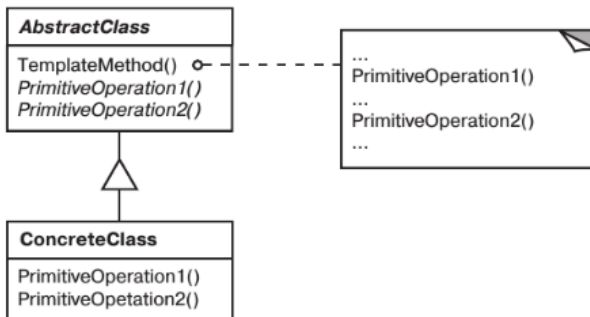 AbstractClass
TemplateMethod()
PrimitiveOperation1()
PrimitiveOperation2()
...
PrimitiveOperation1()
...
PrimitiveOperation2()
...
ConcreteClass
PrimitiveOperation1()
PrimitiveOpetation2()